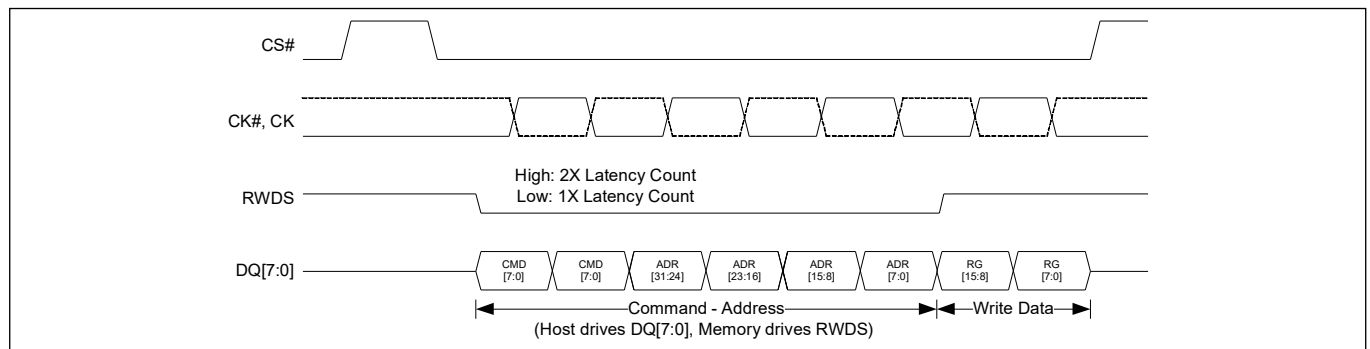 CS#
CK#, CK
High: 2X Latency Count
RWDS
Low: 1X Latency Count
DQ[7:0]
CMD
[7:0]
CMD
[7:0]
ADR
[31:24]
ADR
[23:16]
ADR
[15:8]
ADR
[7:0]
RG
[15:8]
RG
[7:0]
Command - Address
Write Data
(Host drives DQ[7:0], Memory drives RWDS)